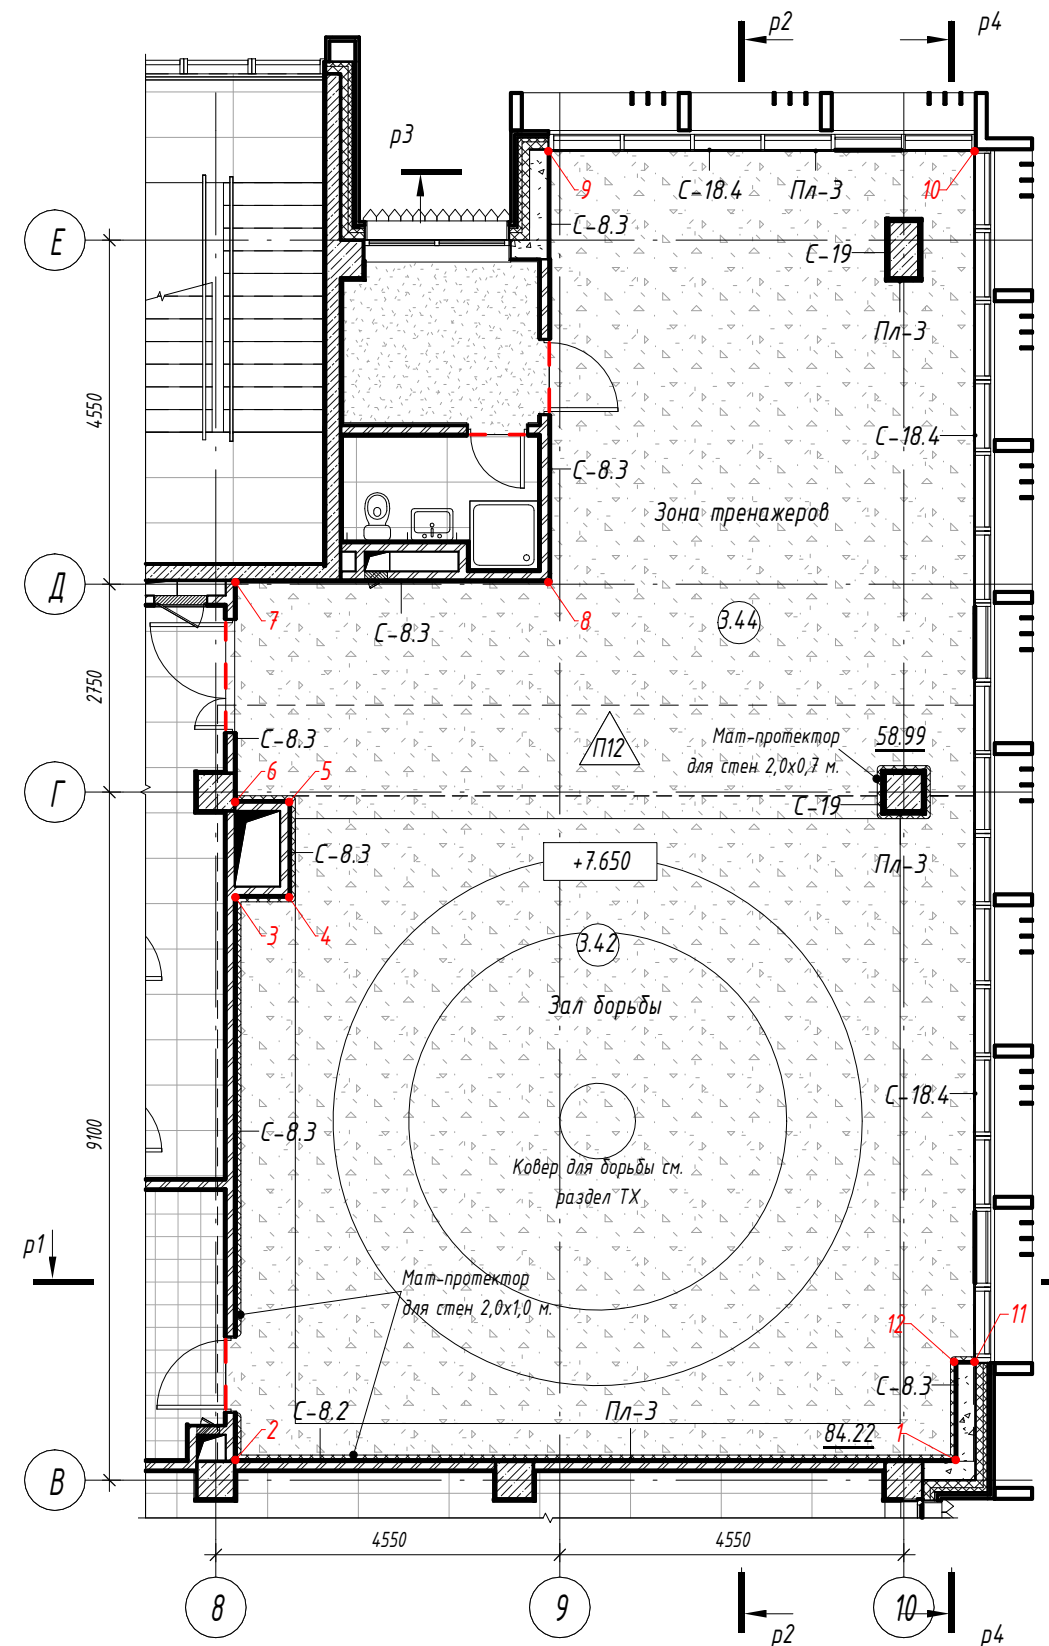 р2
р4
р3
9
С-18.4
Пл-3
10
С-8.3
Е
С-19
Пл-3
4550
С-18.4
С-8.3
Зона тренажеров
Д
7
8
3.44
С-8.3
2750
С-8.3
П12
Мат-протектор
для стен 2,0х0,7 м.
58.99
6
5
Г
С-19
С-8.3
+7.650
Пл-3
3
4
3.42
Зал борьбы
С-18.4
9100
С-8.3
Ковер для борьбы см.
раздел ТХ
р1
Мат-протектор
для стен 2,0х1,0 м.
12
11
С-8.3
С-8.2
Пл-3
2
84.22
1
В
4550
4550
8
9
10
р2
р4